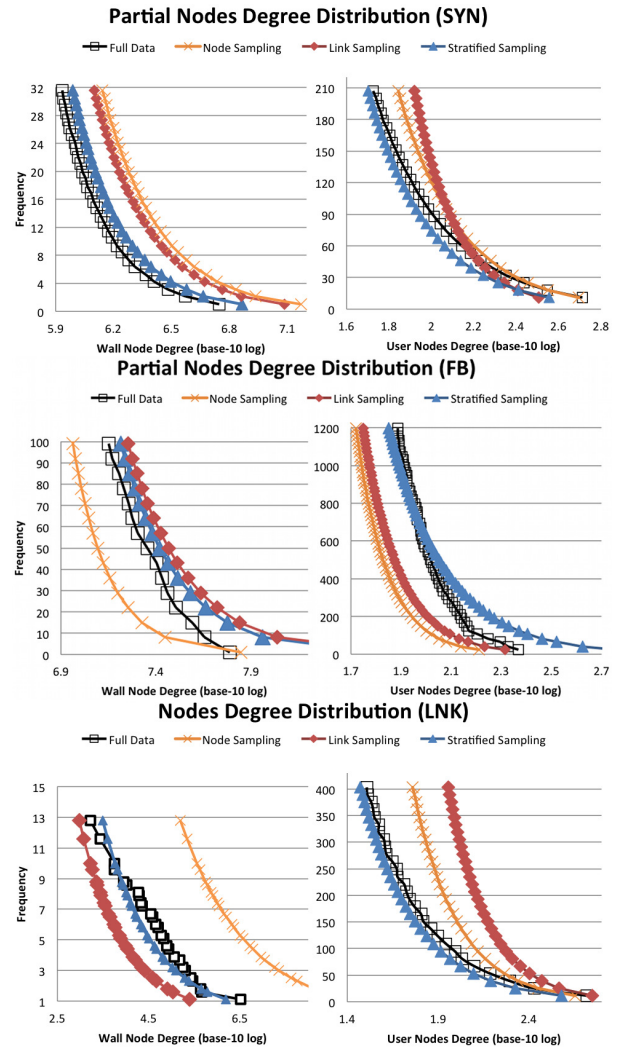 Partial Nodes Degree Distribution (SYN)
Full Data Node Sampling Link Sampling Stratified Sampling
32
28
24
20
16
12
8
4
0
Frequency
5.9 6.2 6.5 6.8 7.1
Wall Node Degree (base-10 log)
210
180
150
120
90
60
30
0
1.6 1.8 2 2.2 2.4 2.6 2.8
User Nodes Degree (base-10 log)
Partial Nodes Degree Distribution (FB)
Full Data Node Sampling Link Sampling Stratified Sampling
100
90
80
70
60
50
40
30
20
10
0
Frequency
6.9 7.4 7.9
Wall Node Degree (base-10 log)
1200
1000
800
600
400
200
0
1.7 1.9 2.1 2.3 2.5 2.7
User Nodes Degree (base-10 log)
Nodes Degree Distribution (LNK)
Full Data Node Sampling Link Sampling Stratified Sampling
15
13
11
9
7
5
3
1
Frequency
2.5 4.5 6.5
Wall Node Degree (base-10 log)
400
350
300
250
200
150
100
50
0
1.4 1.9 2.4
User Nodes Degree (base-10 log)